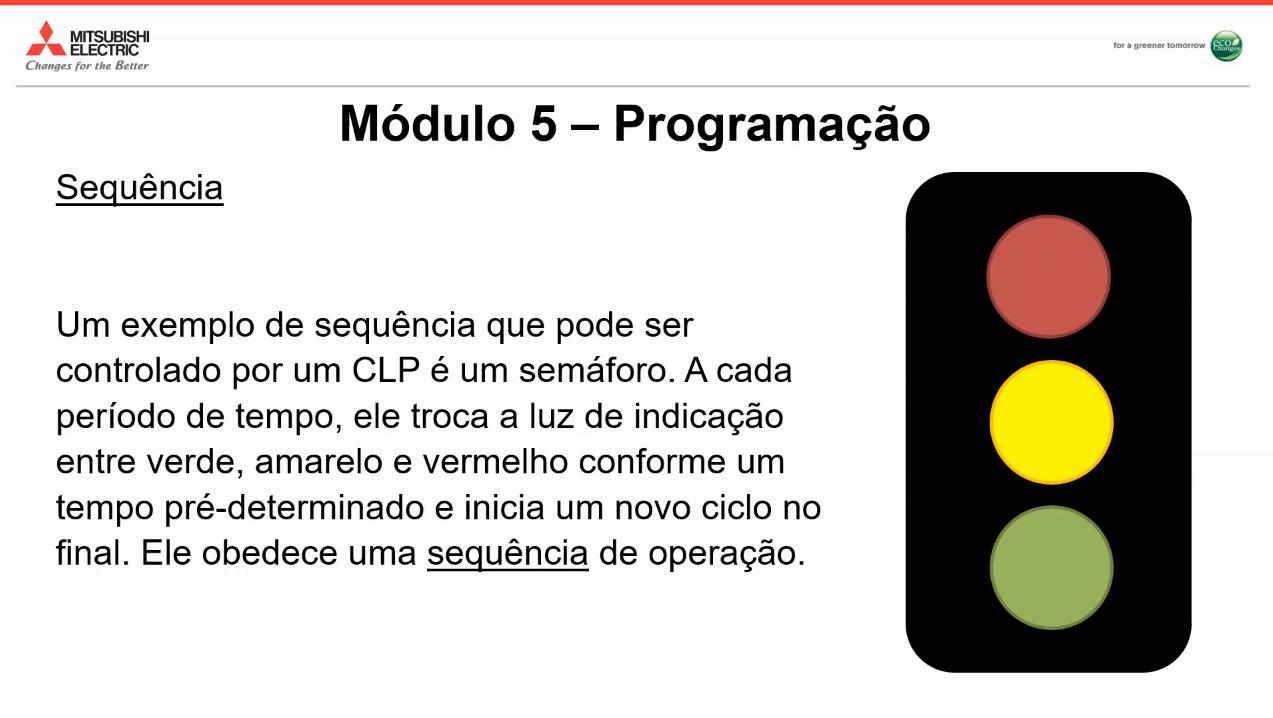 MITSUBISHI
ELECTRIC
Changes for the Better
for a greener tomorrow
eco
Changes
Módulo 5 – Programação
Sequência
Um exemplo de sequência que pode ser
controlado por um CLP é um semáforo. A cada
período de tempo, ele troca a luz de indicação
entre verde, amarelo e vermelho conforme um
tempo pré-determinado e inicia um novo ciclo no
final. Ele obedece uma sequência de operação.